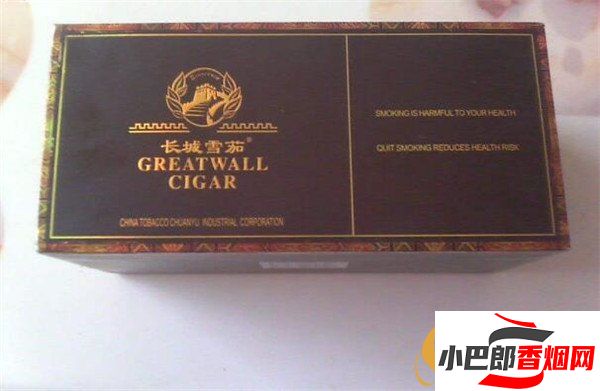 长城雪茄®
GREATWALL
CIGAR
CHINA TOBACCO CHUANYU INDUSTRIAL CORPORATION
SMOKING IS HARMFUL TO YOUR HEALTH
QUIT SMOKING REDUCES HEALTH RISK
小巴郎香烟网